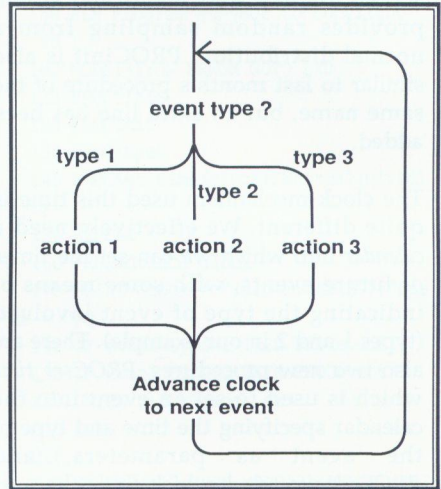 event type ?
type 1
type 3
type 2
action 1
action 2
action 3
Advance clock
to next event